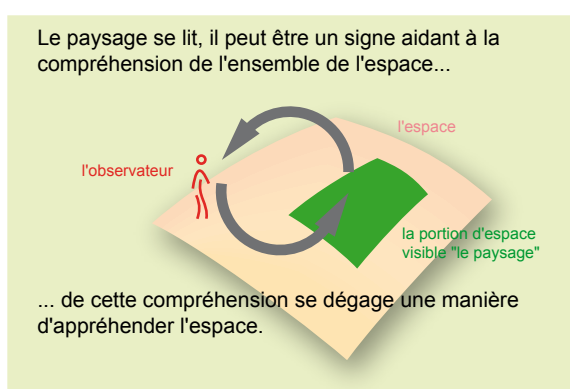 Le paysage se lit, il peut être un signe aidant à la
compréhension de l'ensemble de l'espace...
l'espace
l'observateur
la portion d'espace
visible "le paysage"
... de cette compréhension se dégage une manière
d'appréhender l'espace.